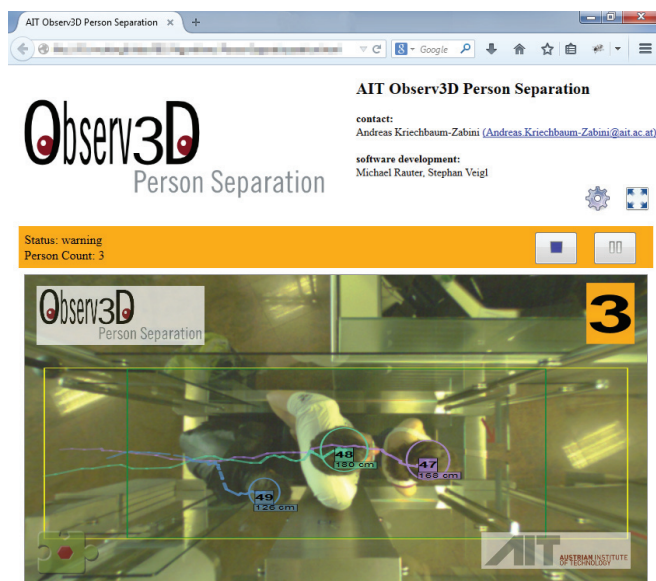 AIT Observ3D Person Separation
Google
Observ3D
Person Separation
AIT Observ3D Person Separation
contact:
Andreas Kriechbaum-Zabini (Andreas.Kriechbaum-Zabini@ait.ac.at)
software development:
Michael Rauter, Stephan Veigl
Status: warning
Person Count: 3
Observ3D
Person Separation
3
48
180 cm
47
168 cm
49
126 cm
AIT AUSTRIAN INSTITUTE
OF TECHNOLOGY